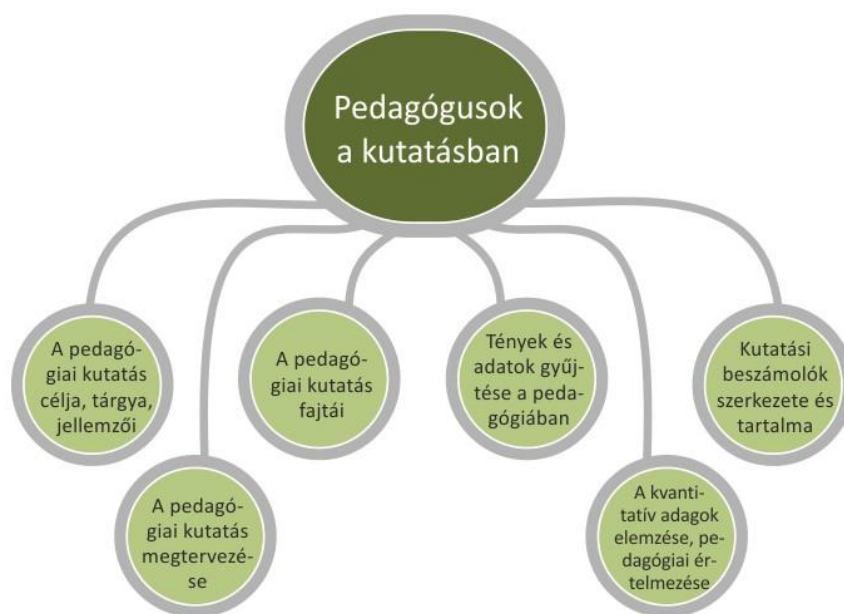 Pedagógusok
a kutatásban
A pedagó-
giai kutatás
célja, tárgya,
jellemzői
A pedagó-
giai kutatás
megtervezé-
se
A pedagó-
giai kutatás
fajtái
Tények és
adatok gyűj-
tése a peda-
gógiában
A kvanti-
tatív adagok
elemzése, pe-
dagógiai ér-
telmezése
Kutatási
beszámolók
szerkezete és
tartalma